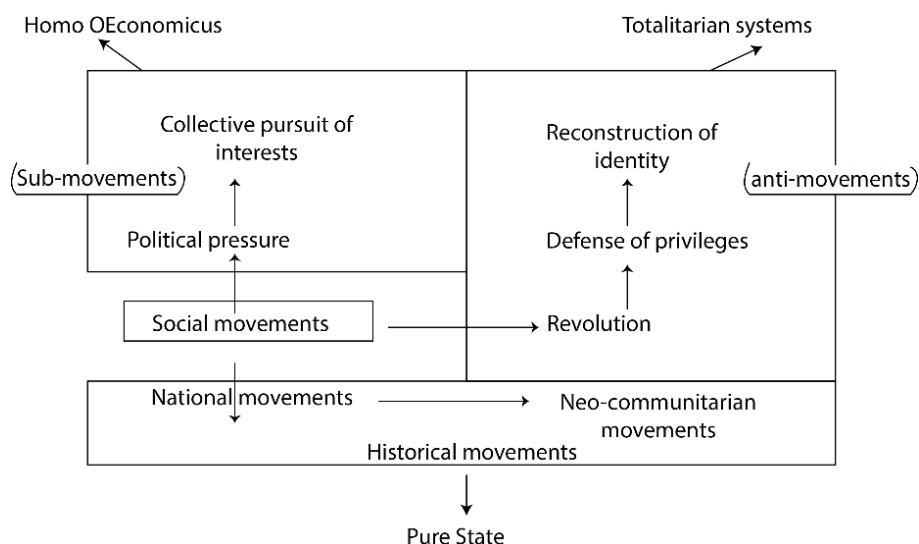 Homo OEconomicus
Totalitarian systems
Collective pursuit of
interests
Reconstruction of
identity
(Sub-movements)
(anti-movements)
Political pressure
Defense of privileges
Social movements
Revolution
National movements
Neo-communitarian
movements
Historical movements
Pure State